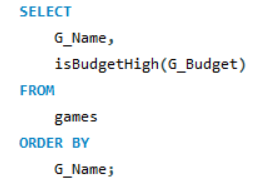 SELECT
G_Name,
isBudgetHigh(G_Budget)
FROM
games
ORDER BY
G_Name;